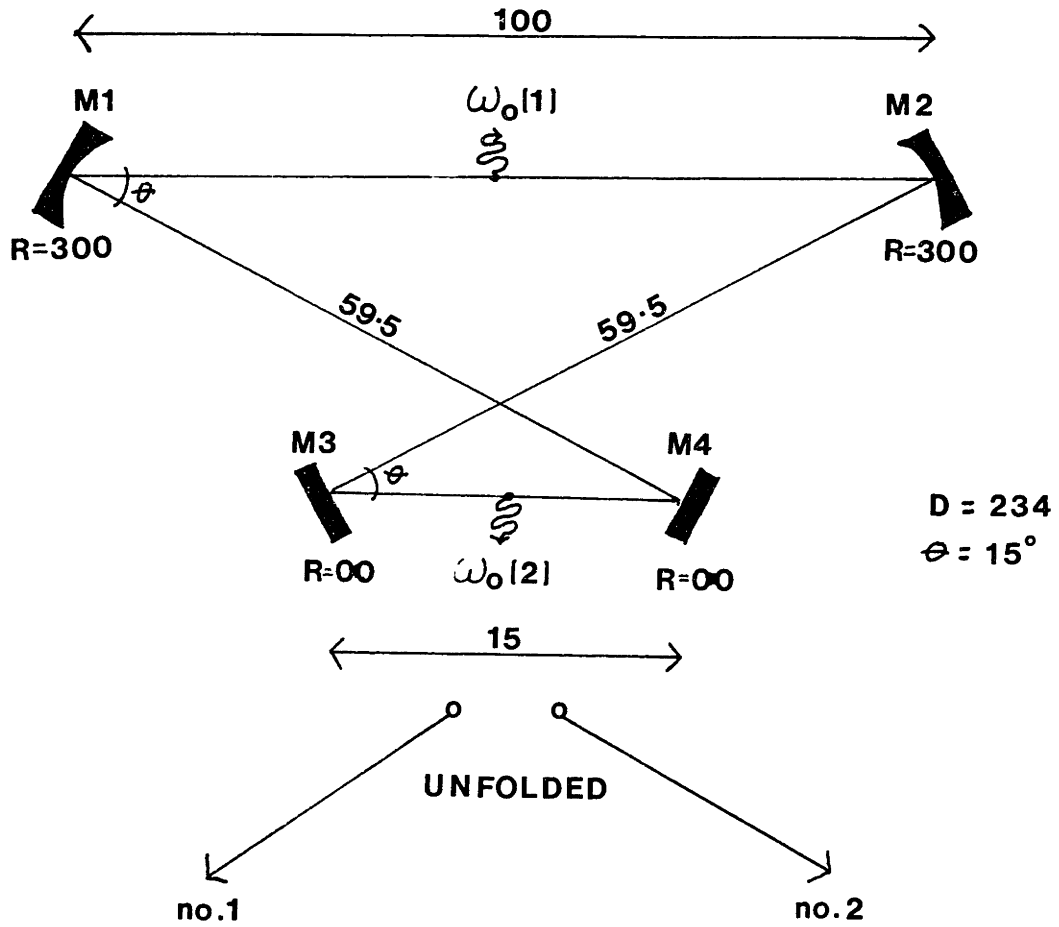 100
M1
ω₀(1)
M2
θ
R=300
R=300
59·5
59·5
M3
θ
M4
D = 234
θ = 15°
R=∞
ω₀(2)
R=∞
15
UNFOLDED
no.1
no.2